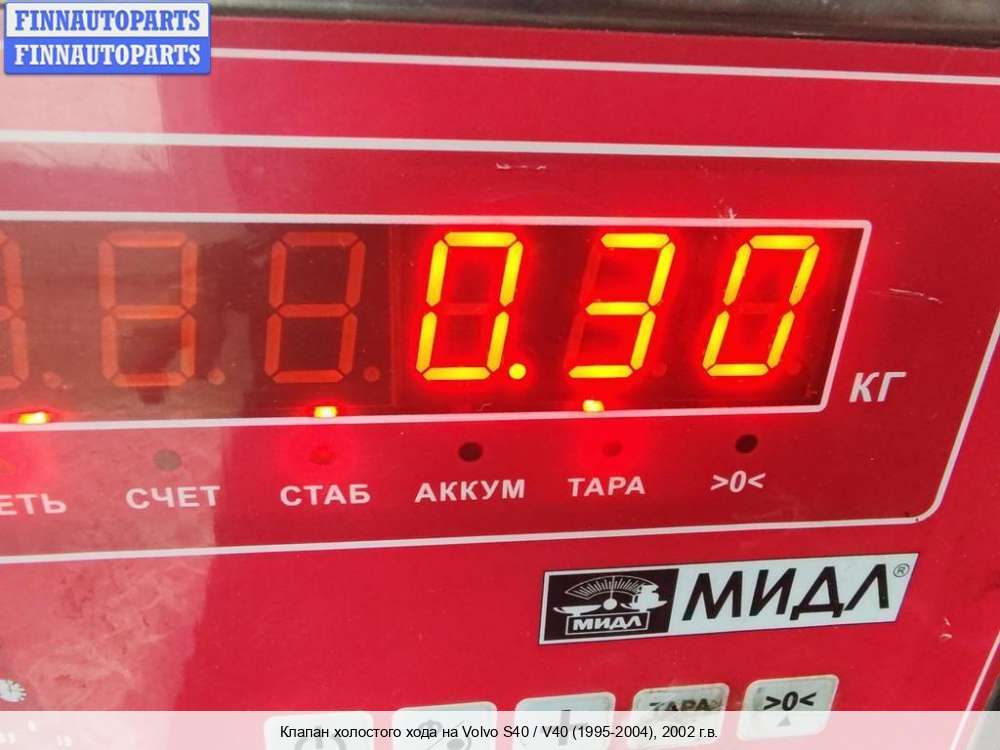 FINNAUTOPARTS
FINNAUTOPARTS
0.30
КГ
СЧЕТ СТАБ АККУМ ТАРА >0<
МИДЛ МИДЛ®
ТАРА >0<
Клапан холостого хода на Volvo S40 / V40 (1995-2004), 2002 г.в.